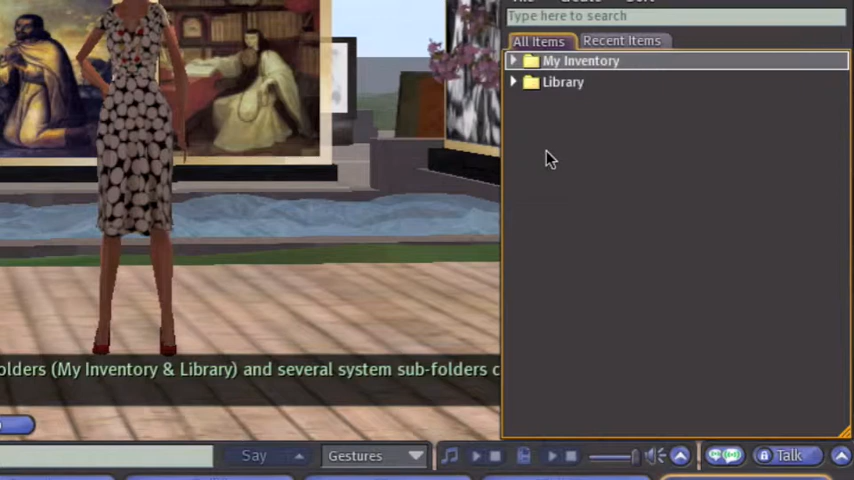 Type here to search
All Items Recent Items
My Inventory
Library
olders (My Inventory & Library) and several system sub-folders c
Say Gestures Talk